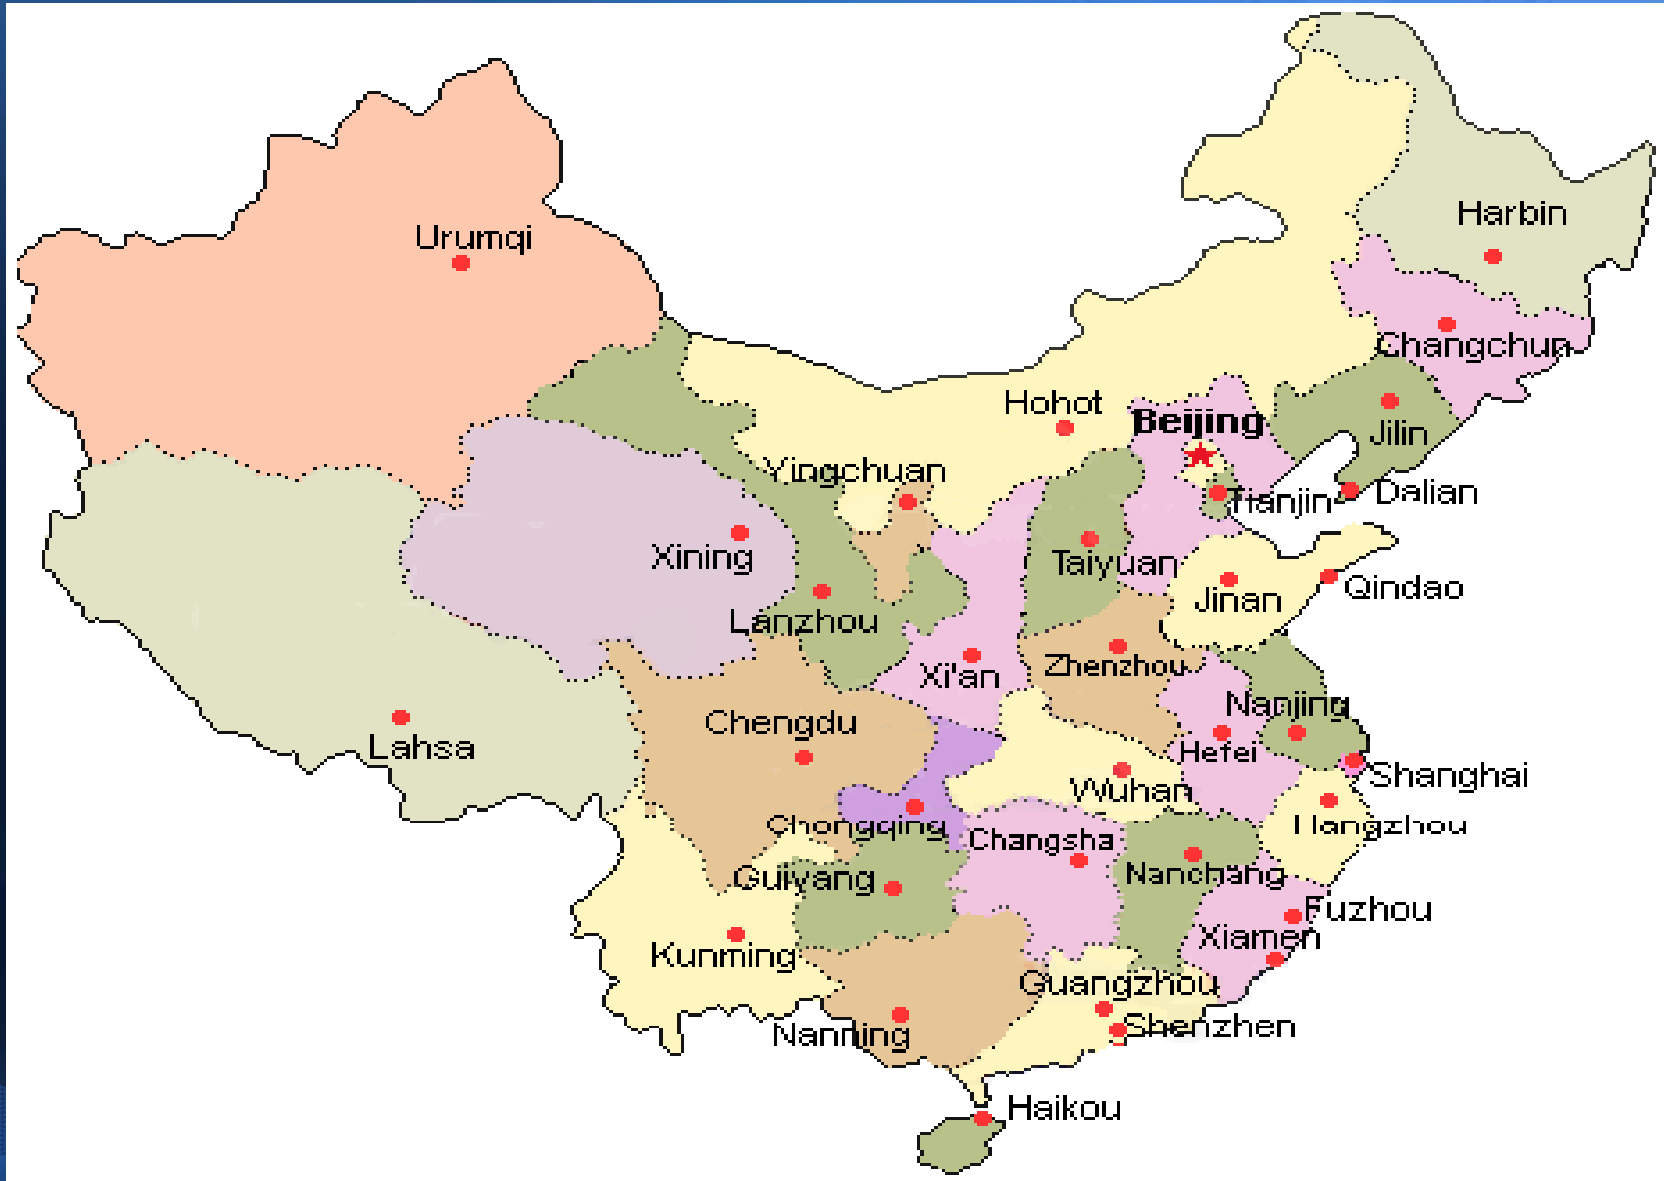 Harbin
Urumqi
Changchun
Hohot
Beijing
Jilin
Yingchuan
Dalian
Tianjin
Xining
Taiyuan
Qindao
Jinan
Lanzhou
Zhenzhou
Xi'an
Nanjing
Chengdu
Lahsa
Hefei
Shanghai
Wuhan
Chongqing
Hangzhou
Changsha
Nanchang
Guiyang
Fuzhou
Xiamen
Kunming
Guangzhou
Shenzhen
Nanning
Haikou